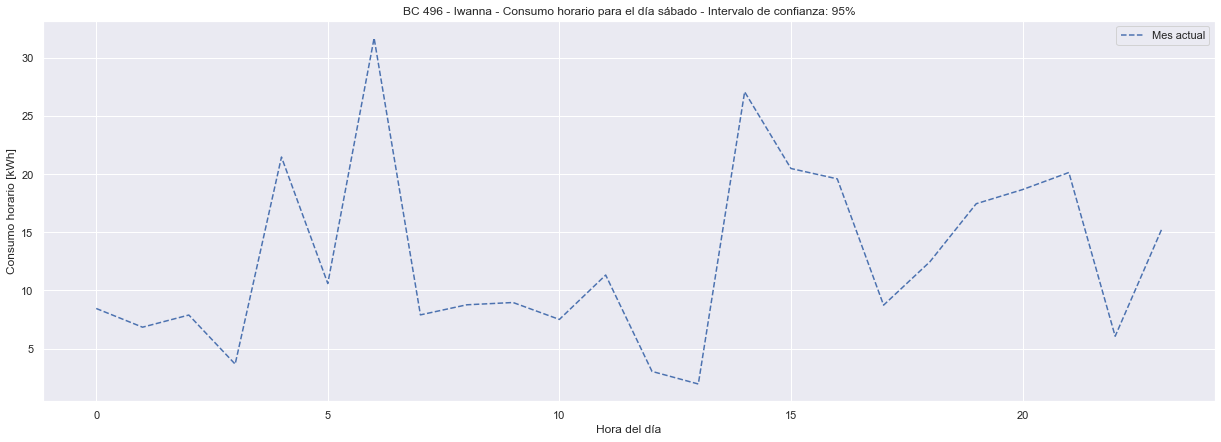 BC 496 - Iwanna - Consumo horario para el día sábado - Intervalo de confianza: 95%
Mes actual
Consumo horario [kWh]
30
25
20
15
10
5
0 5 10 15 20
Hora del día